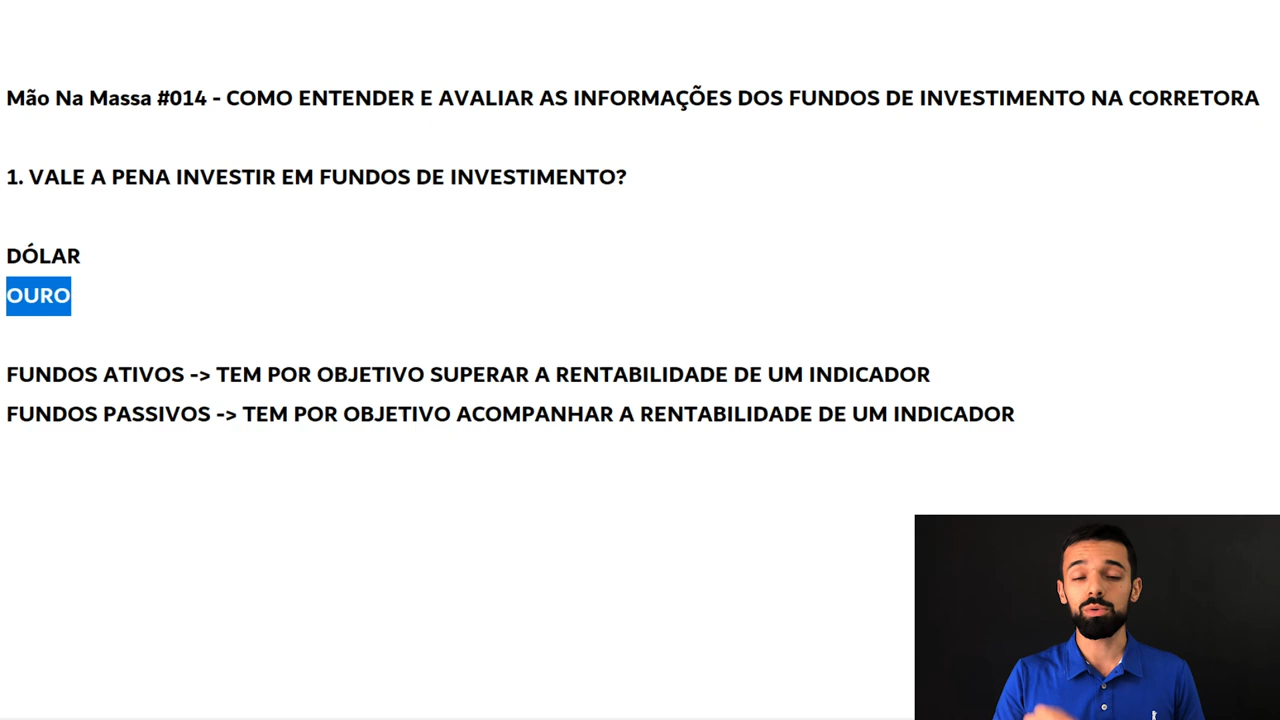 Mão Na Massa #014 - COMO ENTENDER E AVALIAR AS INFORMAÇÕES DOS FUNDOS DE INVESTIMENTO NA CORRETORA
1. VALE A PENA INVESTIR EM FUNDOS DE INVESTIMENTO?
DÓLAR
OURO
FUNDOS ATIVOS -> TEM POR OBJETIVO SUPERAR A RENTABILIDADE DE UM INDICADOR
FUNDOS PASSIVOS -> TEM POR OBJETIVO ACOMPANHAR A RENTABILIDADE DE UM INDICADOR